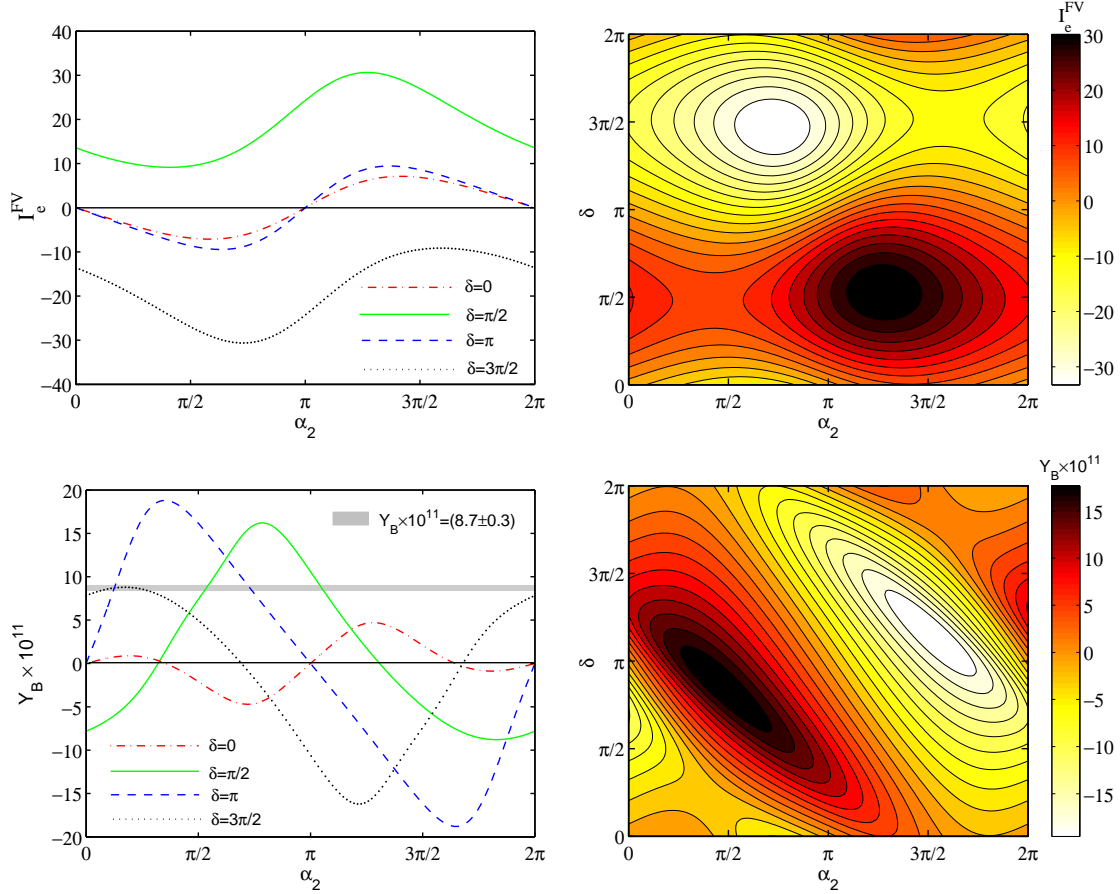 40
30
20
10
0
−10
−20
−30
−40
I_e^FV
0
π/2
π
3π/2
2π
α_2
δ=0
δ=π/2
δ=π
δ=3π/2
2π
3π/2
π
π/2
0
δ
0
π/2
π
3π/2
2π
α_2
I_e^FV
30
20
10
0
−10
−20
−30
20
15
10
5
0
−5
−10
−15
−20
Y_B × 10^11
Y_B×10^11=(8.7±0.3)
δ=0
δ=π/2
δ=π
δ=3π/2
0
π/2
π
3π/2
2π
α_2
2π
3π/2
π
π/2
0
δ
0
π/2
π
3π/2
2π
α_2
Y_B×10^11
15
10
5
0
−5
−10
−15